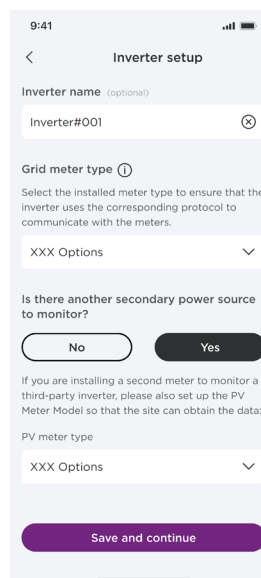 9:41
Inverter setup
Inverter name (optional)
Inverter#001
Grid meter type
Select the installed meter type to ensure that the
inverter uses the corresponding protocol to
communicate with the meters.
XXX Options
Is there another secondary power source
to monitor?
No Yes
If you are installing a second meter to monitor a
third-party inverter, please also set up the PV
Meter Model so that the site can obtain the data.
PV meter type
XXX Options
Save and continue